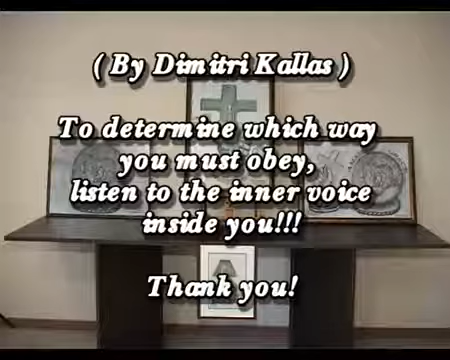 ( By Dimitri Kallas )
To determine which way
you must obey,
listen to the inner voice
inside you!!!
Thank you!